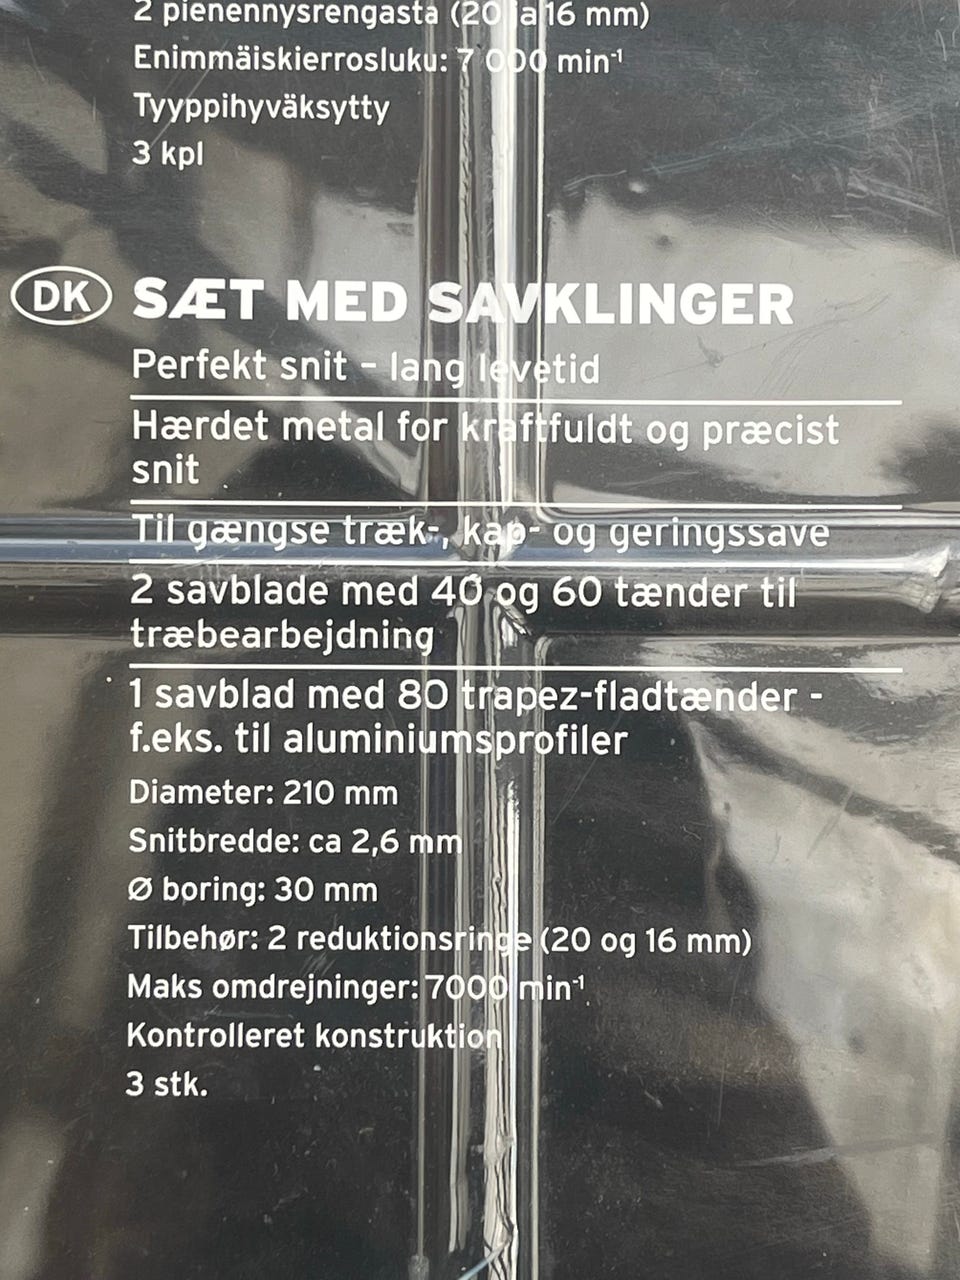 2 pienennysrengasta (20 ja 16 mm)
Enimmäiskierrosluku: 7 000 min⁻¹
Tyyppihyväksytty
3 kpl
DK SÆT MED SAVKLINGER
Perfekt snit – lang levetid
Hærdet metal for kraftfuldt og præcist
snit
Til gængse træk-, kap- og geringssave
2 savblade med 40 og 60 tænder til
træbearbejdning
1 savblad med 80 trapez-fladtænder -
f.eks. til aluminiumsprofiler
Diameter: 210 mm
Snitbredde: ca 2,6 mm
Ø boring: 30 mm
Tilbehør: 2 reduktionsringe (20 og 16 mm)
Maks omdrejninger: 7000 min⁻¹
Kontrolleret konstruktion
3 stk.